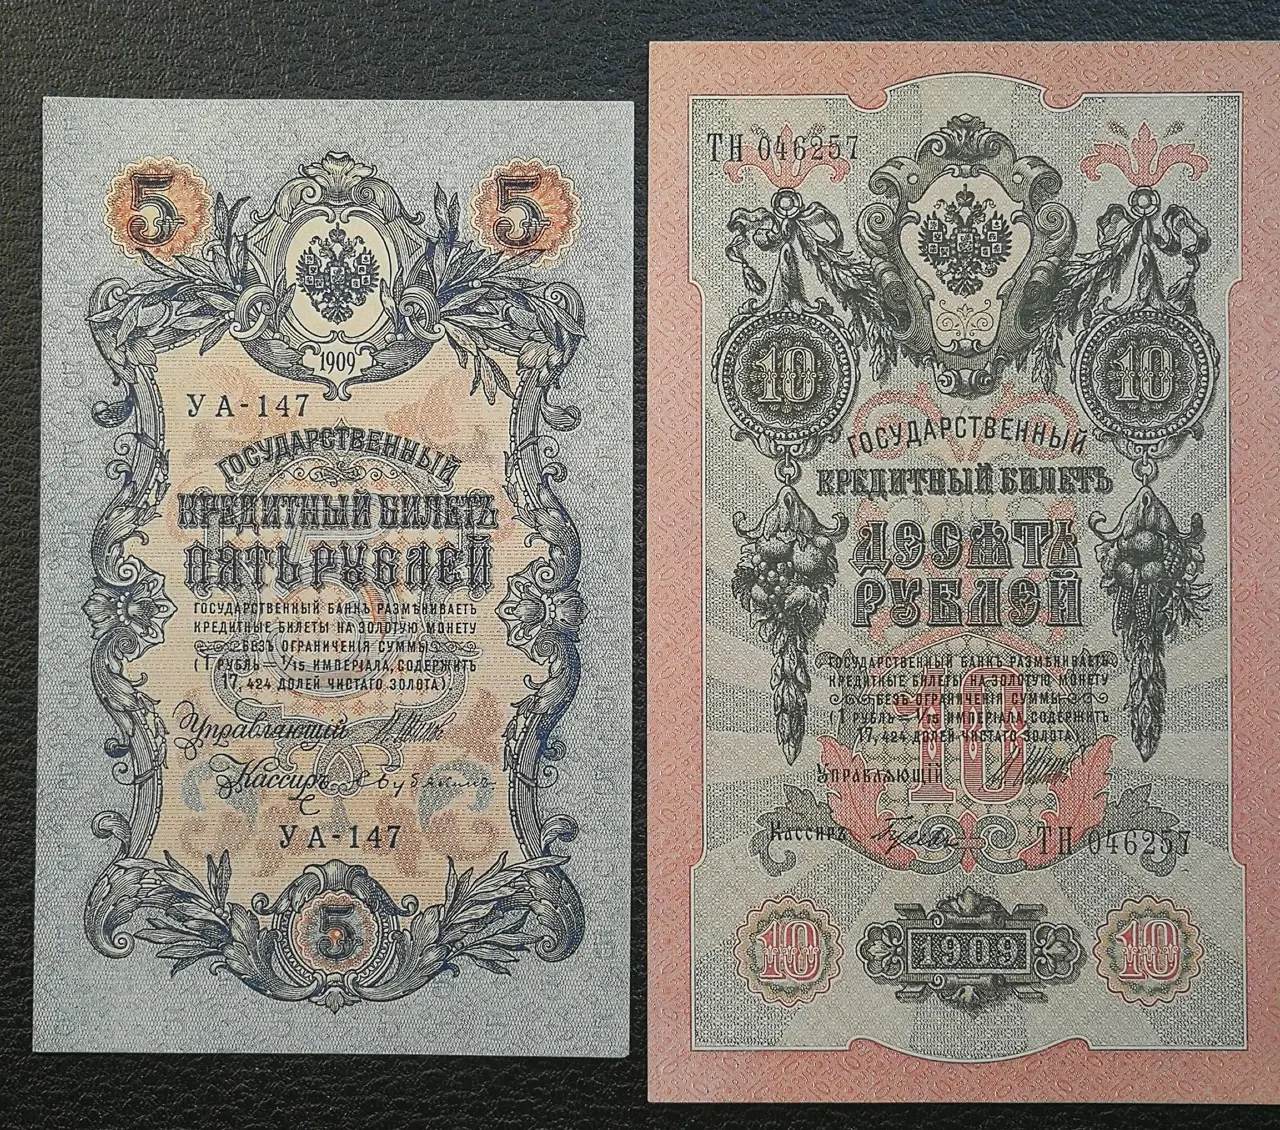 5 5
1909
УА-147
ГОСУДАРСТВЕННЫЙ
КРЕДИТНЫЙ БИЛЕТЪ
ПЯТЬ РУБЛЕЙ
ГОСУДАРСТВЕННЫЙ БАНКЪ РАЗМѢНИВАЕТЪ
КРЕДИТНЫЕ БИЛЕТЫ НА ЗОЛОТУЮ МОНЕТУ
БЕЗЪ ОГРАНИЧЕНІЯ СУММЫ
(1 РУБЛЬ = 1/15 ИМПЕРІАЛА, СОДЕРЖИТЪ
17,424 ДОЛЕЙ ЧИСТАГО ЗОЛОТА).
Управляющій
Кассиръ
УА-147
5
ТН 046257
10 10
ГОСУДАРСТВЕННЫЙ
КРЕДИТНЫЙ БИЛЕТЪ
ДЕСЯТЬ
РУБЛЕЙ
ГОСУДАРСТВЕННЫЙ БАНКЪ РАЗМѢНИВАЕТЪ
КРЕДИТНЫЕ БИЛЕТЫ НА ЗОЛОТУЮ МОНЕТУ
БЕЗЪ ОГРАНИЧЕНІЯ СУММЫ
(1 РУБЛЬ = 1/15 ИМПЕРІАЛА, СОДЕРЖИТЪ
17,424 ДОЛЕЙ ЧИСТАГО ЗОЛОТА).
10
УПРАВЛЯЮЩІЙ
Кассиръ
ТН 046257
10 1909 10